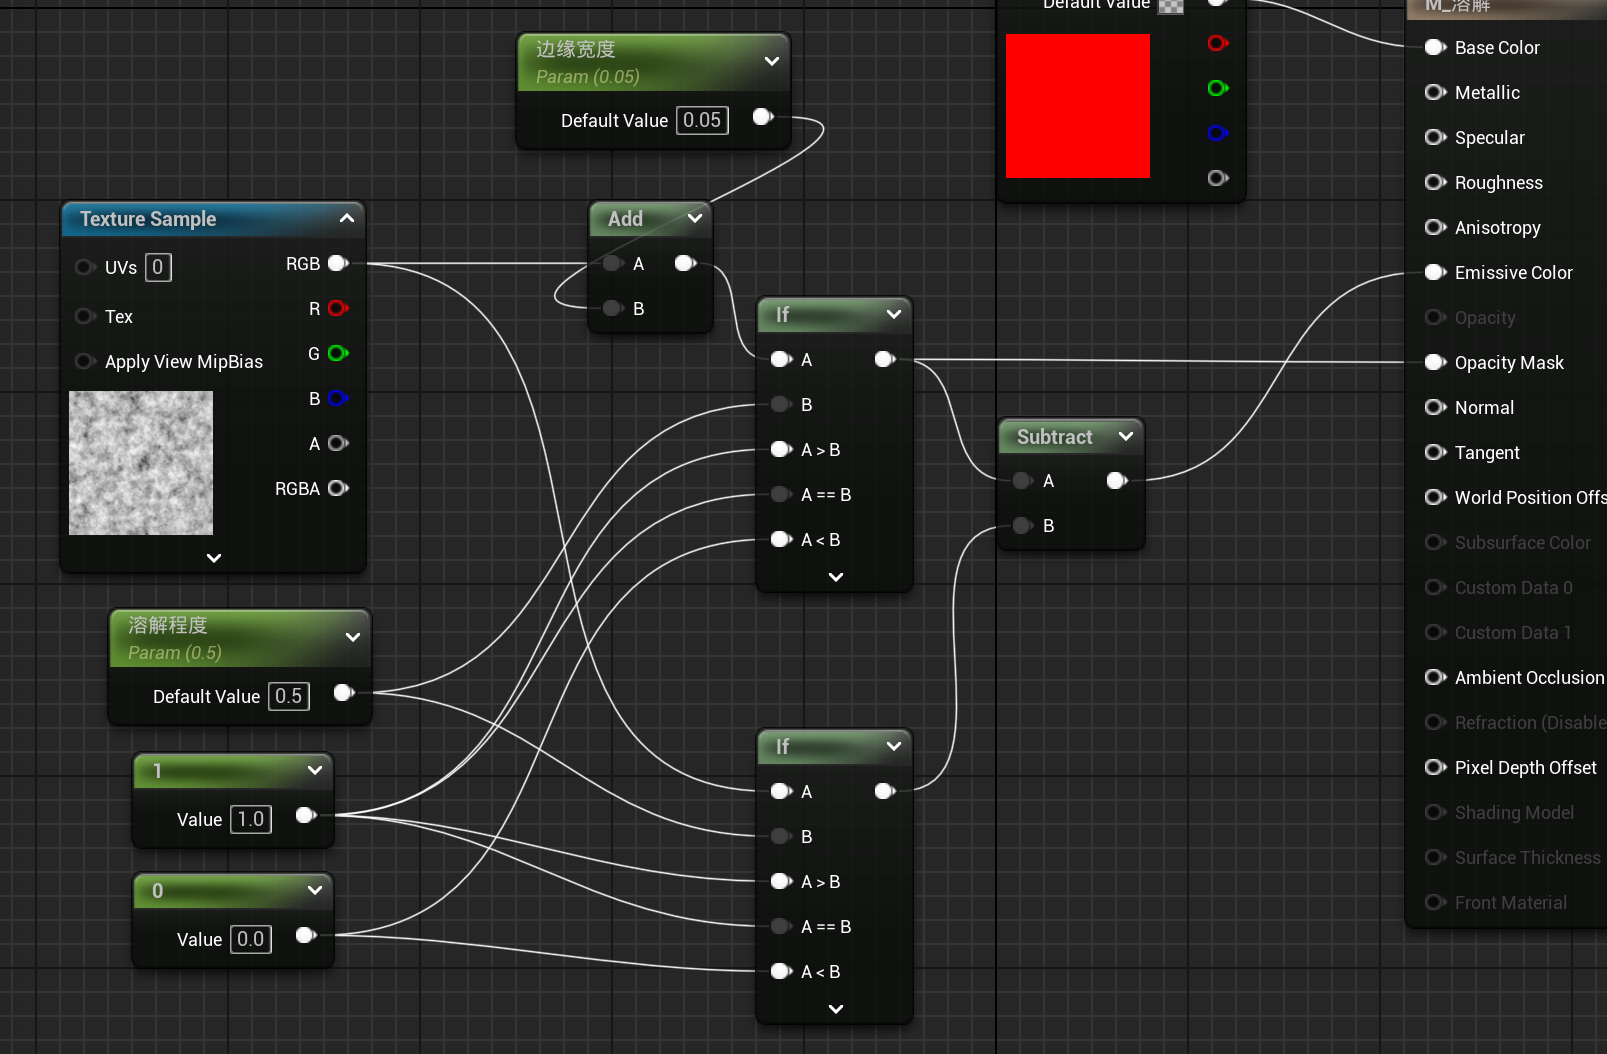 Default Value
M_溶解
边缘宽度
Param (0.05)
Default Value 0.05
Texture Sample
UVs 0
RGB
R
Tex
G
Apply View MipBias
B
A
RGBA
Add
A
B
If
A
B
A > B
A == B
A < B
Subtract
A
B
溶解程度
Param (0.5)
Default Value 0.5
1
Value 1.0
0
Value 0.0
If
A
B
A > B
A == B
A < B
Base Color
Metallic
Specular
Roughness
Anisotropy
Emissive Color
Opacity
Opacity Mask
Normal
Tangent
World Position Offs
Subsurface Color
Custom Data 0
Custom Data 1
Ambient Occlusion
Refraction (Disable
Pixel Depth Offset
Shading Model
Surface Thickness
Front Material